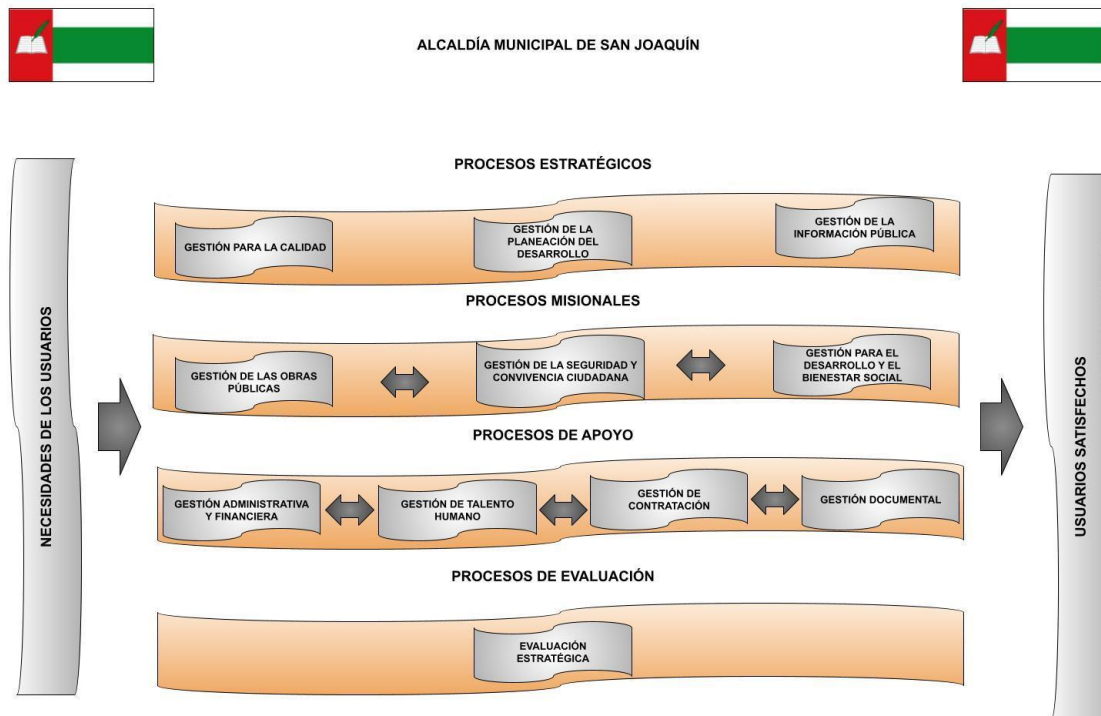 ALCALDÍA MUNICIPAL DE SAN JOAQUÍN
NECESIDADES DE LOS USUARIOS
PROCESOS ESTRATÉGICOS
GESTIÓN PARA LA CALIDAD
GESTIÓN DE LA
PLANEACIÓN DEL
DESARROLLO
GESTIÓN DE LA
INFORMACIÓN PÚBLICA
PROCESOS MISIONALES
GESTIÓN DE LAS OBRAS
PÚBLICAS
GESTIÓN DE LA SEGURIDAD Y
CONVIVENCIA CIUDADANA
GESTIÓN PARA EL
DESARROLLO Y EL
BIENESTAR SOCIAL
PROCESOS DE APOYO
GESTIÓN ADMINISTRATIVA
Y FINANCIERA
GESTIÓN DE TALENTO
HUMANO
GESTIÓN DE
CONTRATACIÓN
GESTIÓN DOCUMENTAL
PROCESOS DE EVALUACIÓN
EVALUACIÓN
ESTRATÉGICA
USUARIOS SATISFECHOS